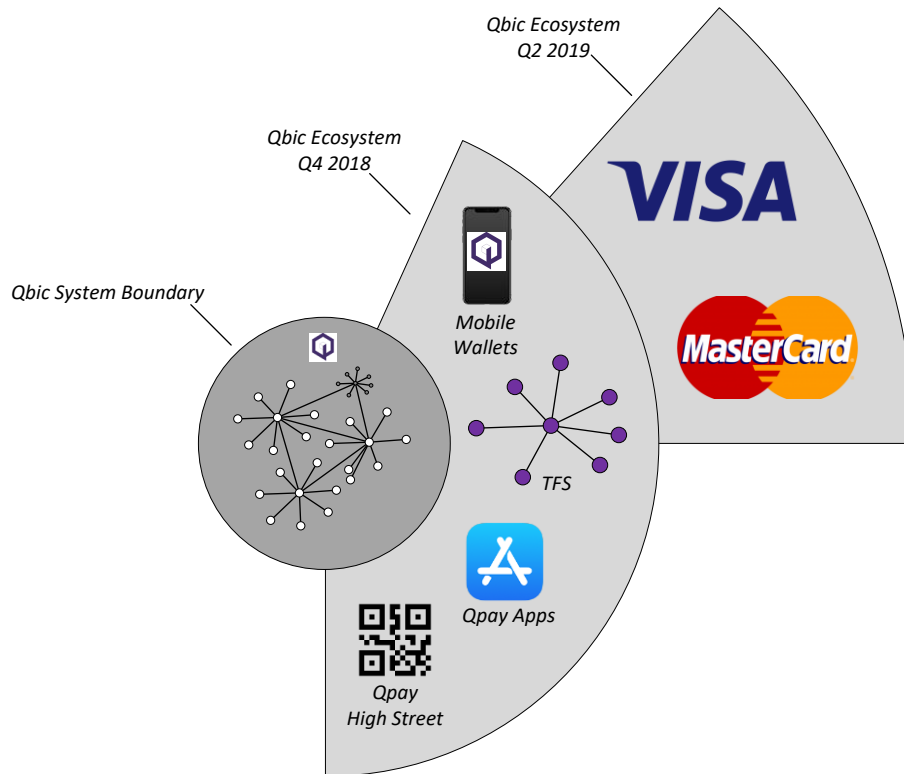 Qbic Ecosystem
Q2 2019
Qbic Ecosystem
Q4 2018
VISA
Qbic System Boundary
Mobile
Wallets
MasterCard
TFS
Qpay Apps
Qpay
High Street